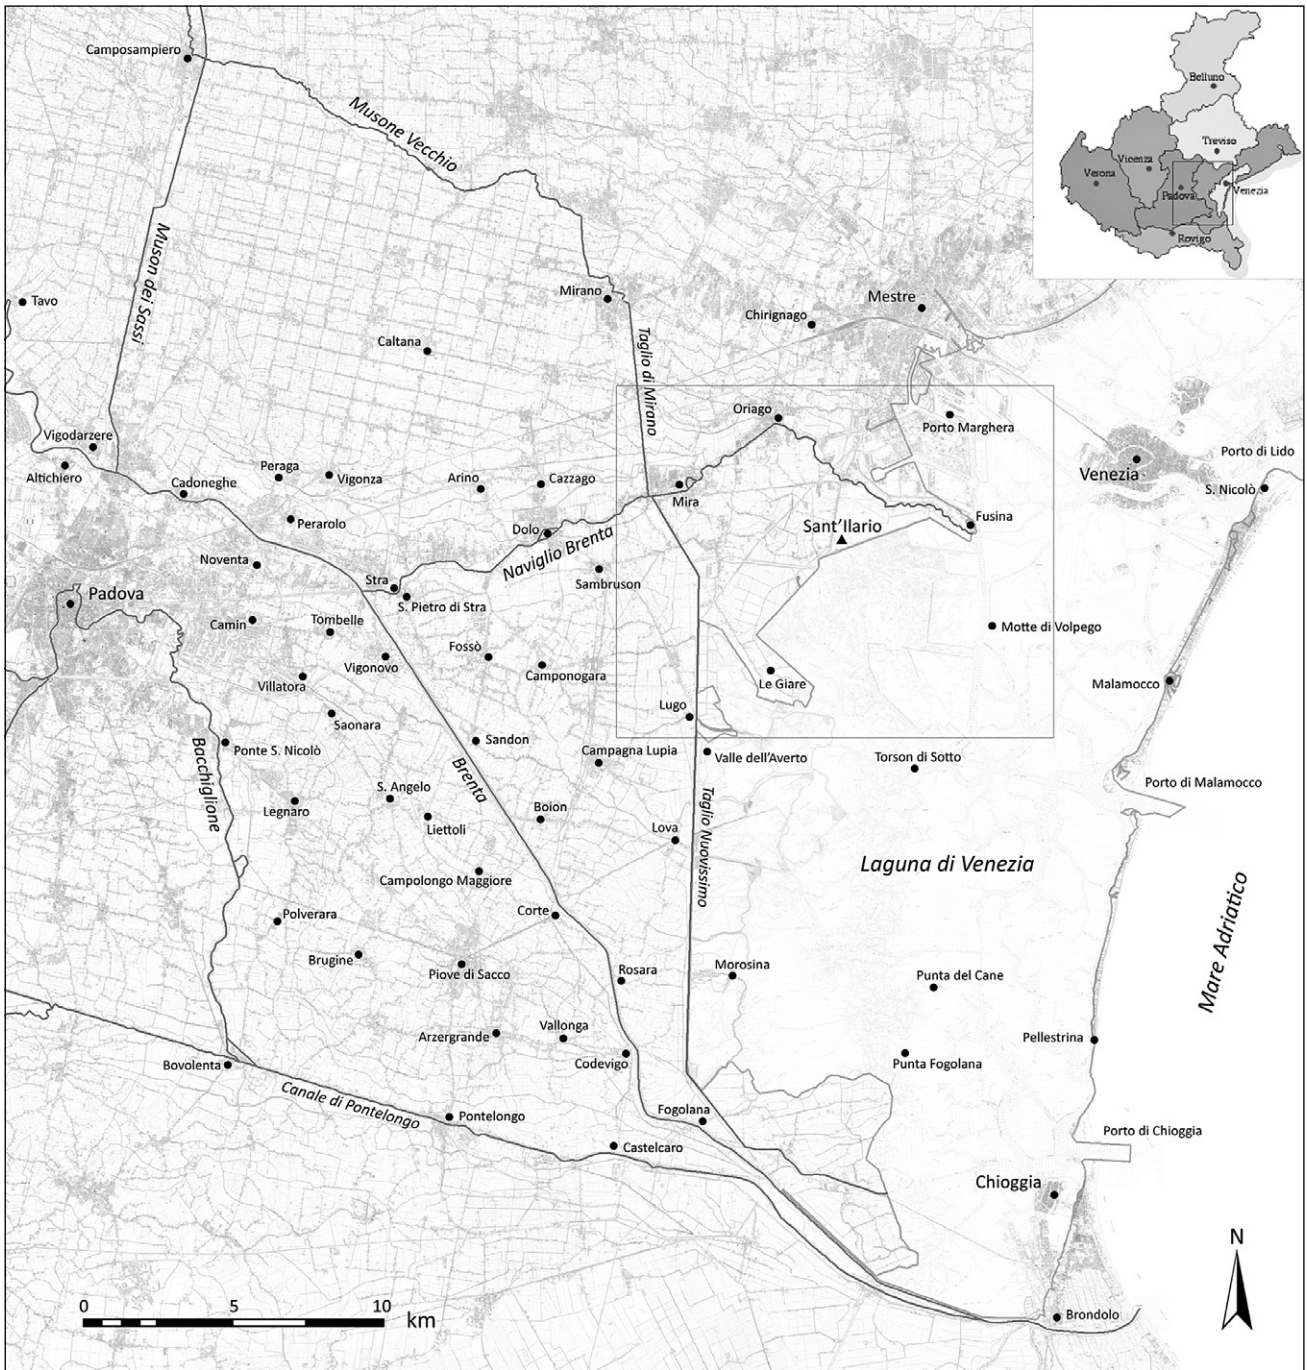 Camposampiero
Musone Vecchio
Belluno
Treviso
Vicenza
Verona
Padova
Venezia
Rovigo
Muson dei Sassi
Tavo
Mirano
Mestre
Chirignago
Caltana
Taglio di Mirano
Oriago
Porto Marghera
Vigodarzere
Altichiero
Cadoneghe
Peraga
Vigonza
Arino
Cazzago
Mira
Venezia
Porto di Lido
S. Nicolò
Perarolo
Dolo
Naviglio Brenta
Sant'Ilario
Fusina
Noventa
Stra
S. Pietro di Stra
Sambruson
Padova
Camin
Tombelle
Fossò
Motte di Volpego
Vigonovo
Camponogara
Villatora
Le Giare
Malamocco
Saonara
Lugo
Ponte S. Nicolò
Sandon
Campagna Lupia
Valle dell'Averto
Torson di Sotto
Bacchiglione
Brenta
Porto di Malamocco
S. Angelo
Legnaro
Liettoli
Boion
Lova
Taglio Nuovissimo
Laguna di Venezia
Campolongo Maggiore
Corte
Mare Adriatico
Polverara
Brugine
Piove di Sacco
Rosara
Morosina
Punta del Cane
Arzergrande
Vallonga
Codevigo
Pellestrina
Punta Fogolana
Bovolenta
Canale di Pontelongo
Pontelongo
Fogolana
Castelcaro
Porto di Chioggia
Chioggia
N
0 5 10 km
Brondolo